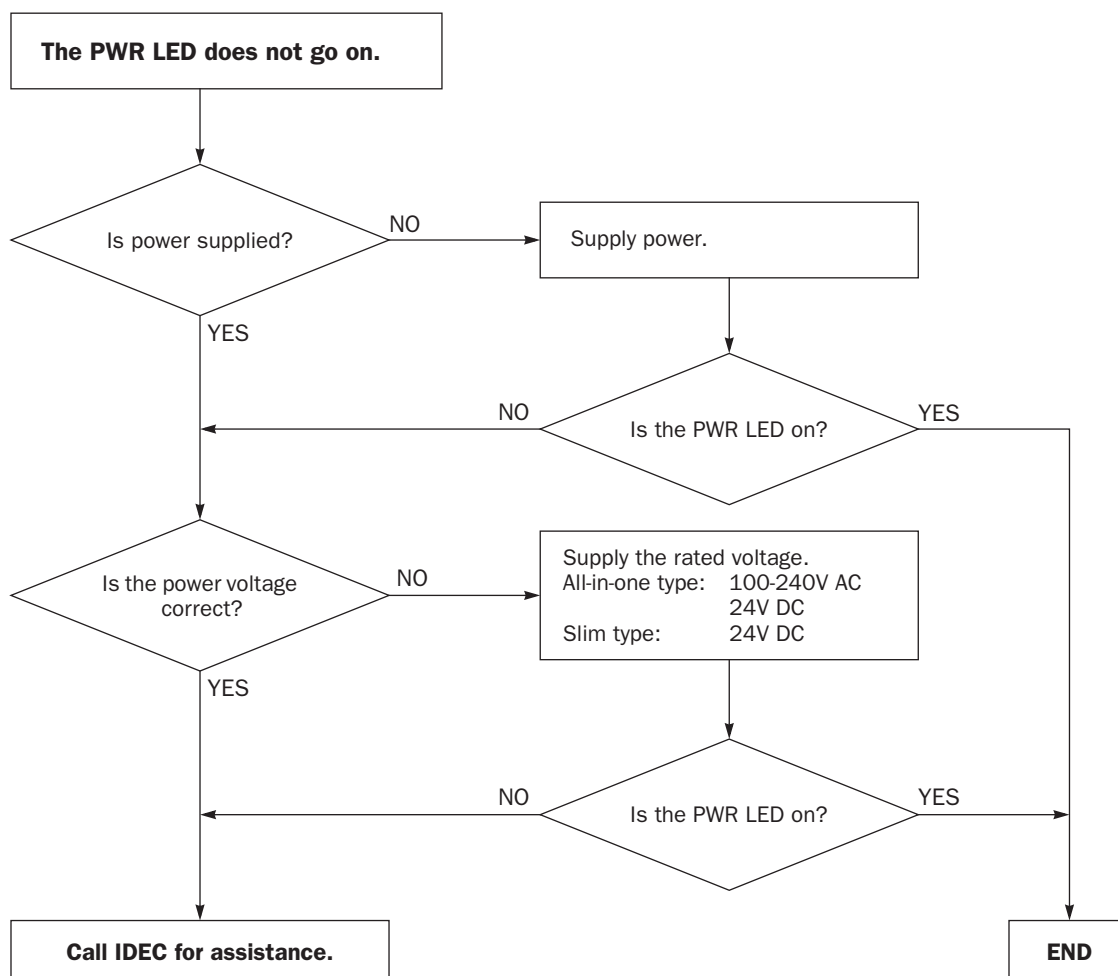 The PWR LED does not go on.
Is power supplied?
NO
Supply power.
YES
Is the PWR LED on?
NO
YES
Is the power voltage
correct?
NO
Supply the rated voltage.
All-in-one type: 100-240V AC
24V DC
Slim type: 24V DC
YES
Is the PWR LED on?
NO
YES
Call IDEC for assistance.
END